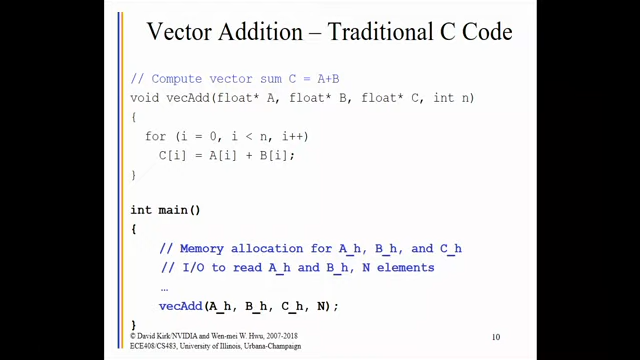 Vector Addition – Traditional C Code
// Compute vector sum C = A+B
void vecAdd(float* A, float* B, float* C, int n)
{
for (i = 0, i < n, i++)
C[i] = A[i] + B[i];
}
int main()
{
// Memory allocation for A_h, B_h, and C_h
// I/O to read A_h and B_h, N elements
…
vecAdd(A_h, B_h, C_h, N);
}
© David Kirk/NVIDIA and Wen-mei W. Hwu, 2007-2018
ECE408/CS483, University of Illinois, Urbana-Champaign
10